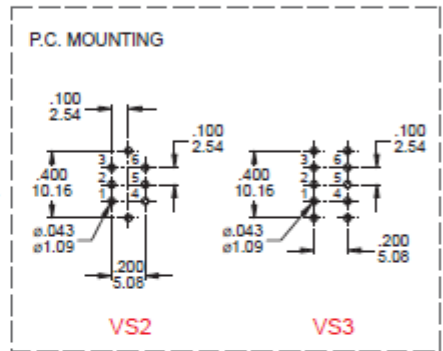 P.C. MOUNTING
.100
2.54
3 6
2 5
1 4
.400
10.16
.100
2.54
ø.043
ø1.09
.200
5.08
VS2
3 6
2 5
1 4
.400
10.16
.100
2.54
ø.043
ø1.09
.200
5.08
VS3